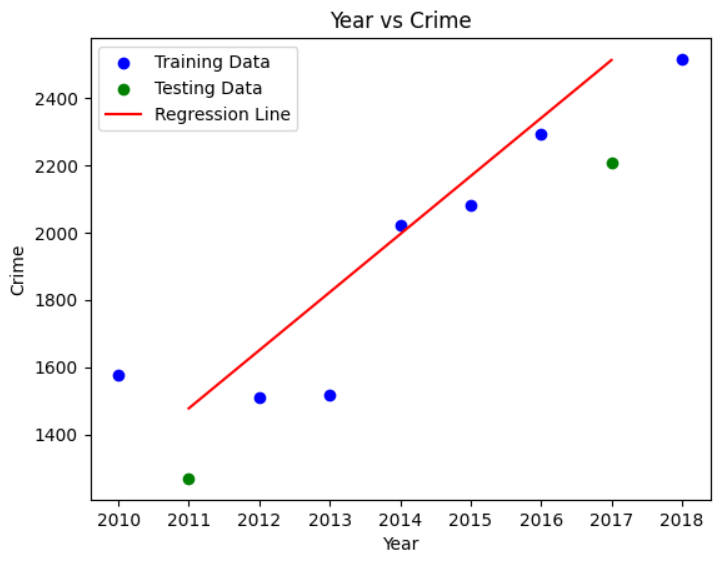 Year vs Crime
Training Data
Testing Data
Regression Line
2400
2200
2000
1800
1600
1400
Crime
2010 2011 2012 2013 2014 2015 2016 2017 2018
Year